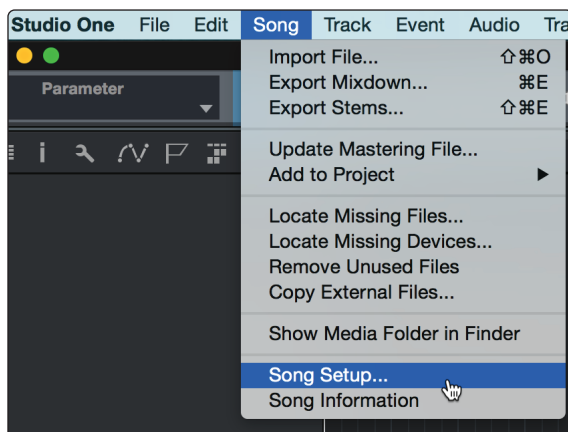 Studio One File Edit Song Track Event Audio
Parameter
Import File... ⇧⌘O
Export Mixdown... ⌘E
Export Stems... ⇧⌘E
Update Mastering File...
Add to Project
Locate Missing Files...
Locate Missing Devices...
Remove Unused Files
Copy External Files...
Show Media Folder in Finder
Song Setup...
Song Information